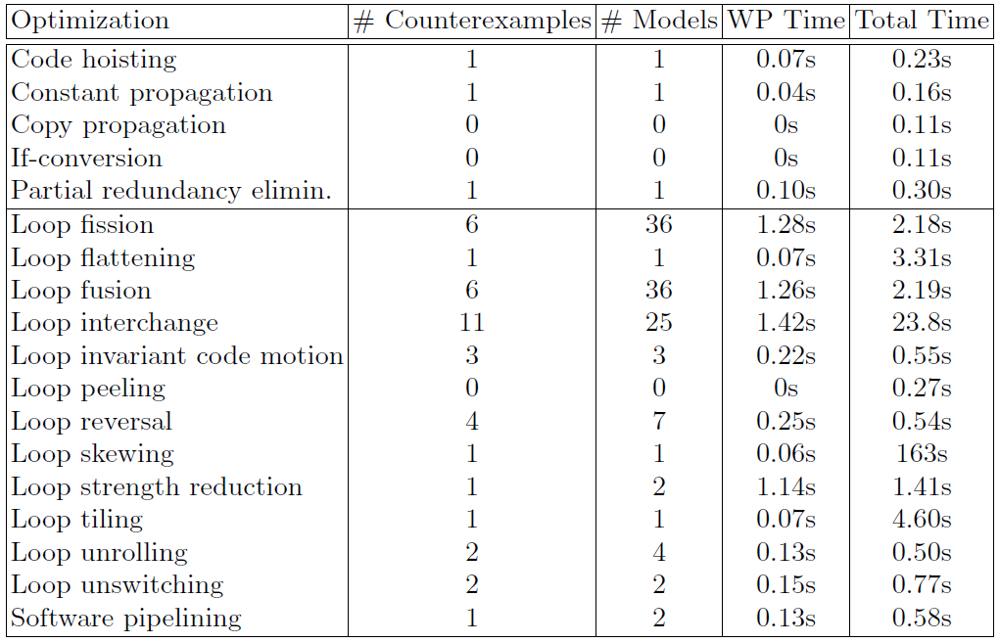 Optimization # Counterexamples # Models WP Time Total Time
Code hoisting 1 1 0.07s 0.23s
Constant propagation 1 1 0.04s 0.16s
Copy propagation 0 0 0s 0.11s
If-conversion 0 0 0s 0.11s
Partial redundancy elimin. 1 1 0.10s 0.30s
Loop fission 6 36 1.28s 2.18s
Loop flattening 1 1 0.07s 3.31s
Loop fusion 6 36 1.26s 2.19s
Loop interchange 11 25 1.42s 23.8s
Loop invariant code motion 3 3 0.22s 0.55s
Loop peeling 0 0 0s 0.27s
Loop reversal 4 7 0.25s 0.54s
Loop skewing 1 1 0.06s 163s
Loop strength reduction 1 2 1.14s 1.41s
Loop tiling 1 1 0.07s 4.60s
Loop unrolling 2 4 0.13s 0.50s
Loop unswitching 2 2 0.15s 0.77s
Software pipelining 1 2 0.13s 0.58s